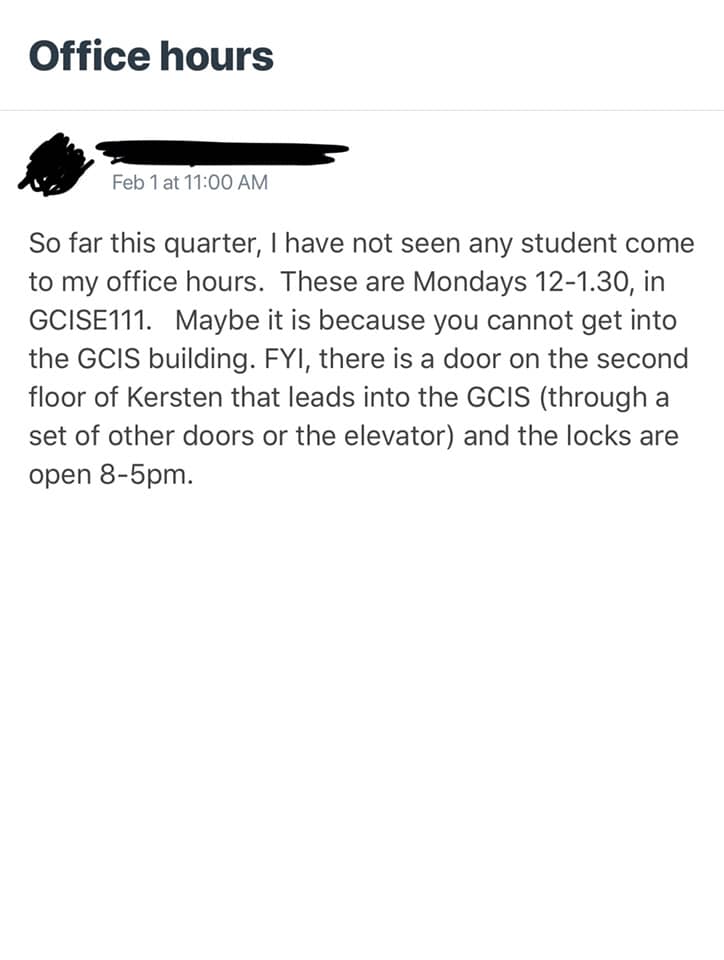 Office hours
Feb 1 at 11:00 AM
So far this quarter, I have not seen any student come
to my office hours.  These are Mondays 12-1.30, in
GCISE111.   Maybe it is because you cannot get into
the GCIS building. FYI, there is a door on the second
floor of Kersten that leads into the GCIS (through a
set of other doors or the elevator) and the locks are
open 8-5pm.